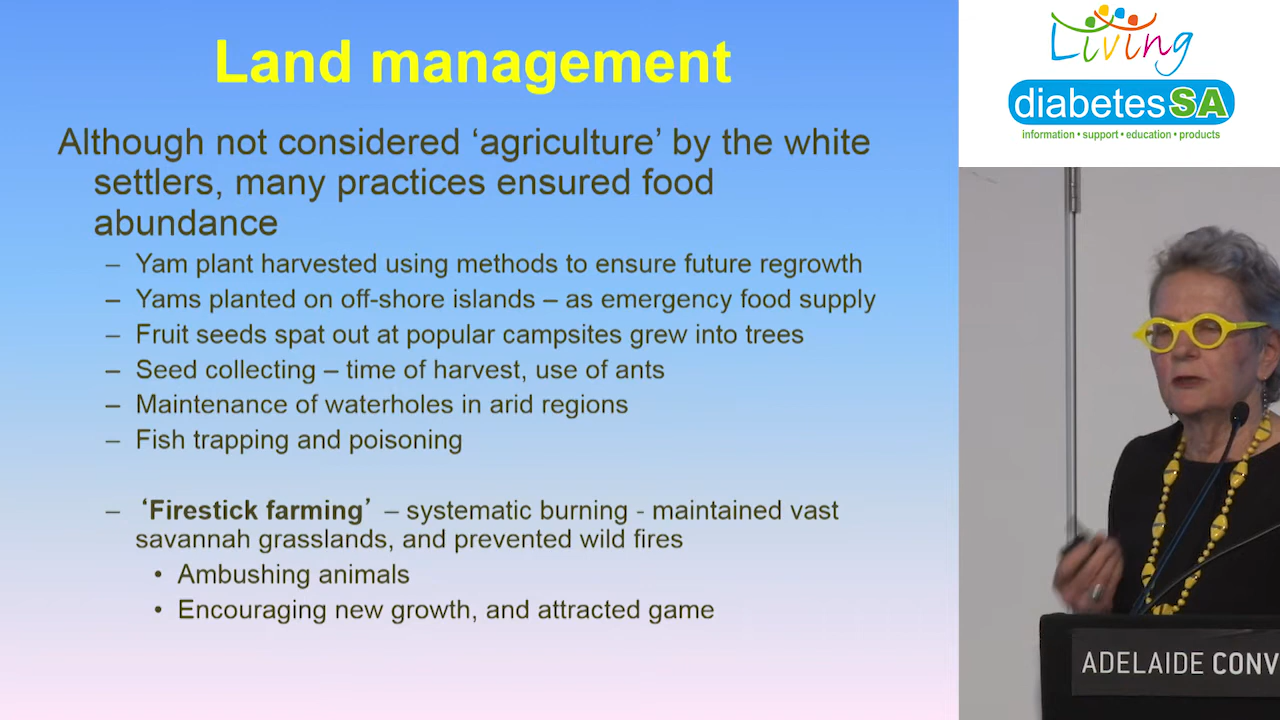 Land management
Although not considered ‘agriculture’ by the white
settlers, many practices ensured food
abundance
– Yam plant harvested using methods to ensure future regrowth
– Yams planted on off-shore islands – as emergency food supply
– Fruit seeds spat out at popular campsites grew into trees
– Seed collecting – time of harvest, use of ants
– Maintenance of waterholes in arid regions
– Fish trapping and poisoning
– ‘Firestick farming’ – systematic burning - maintained vast
savannah grasslands, and prevented wild fires
• Ambushing animals
• Encouraging new growth, and attracted game
Living
diabetesSA
information • support • education • products
ADELAIDE CONV